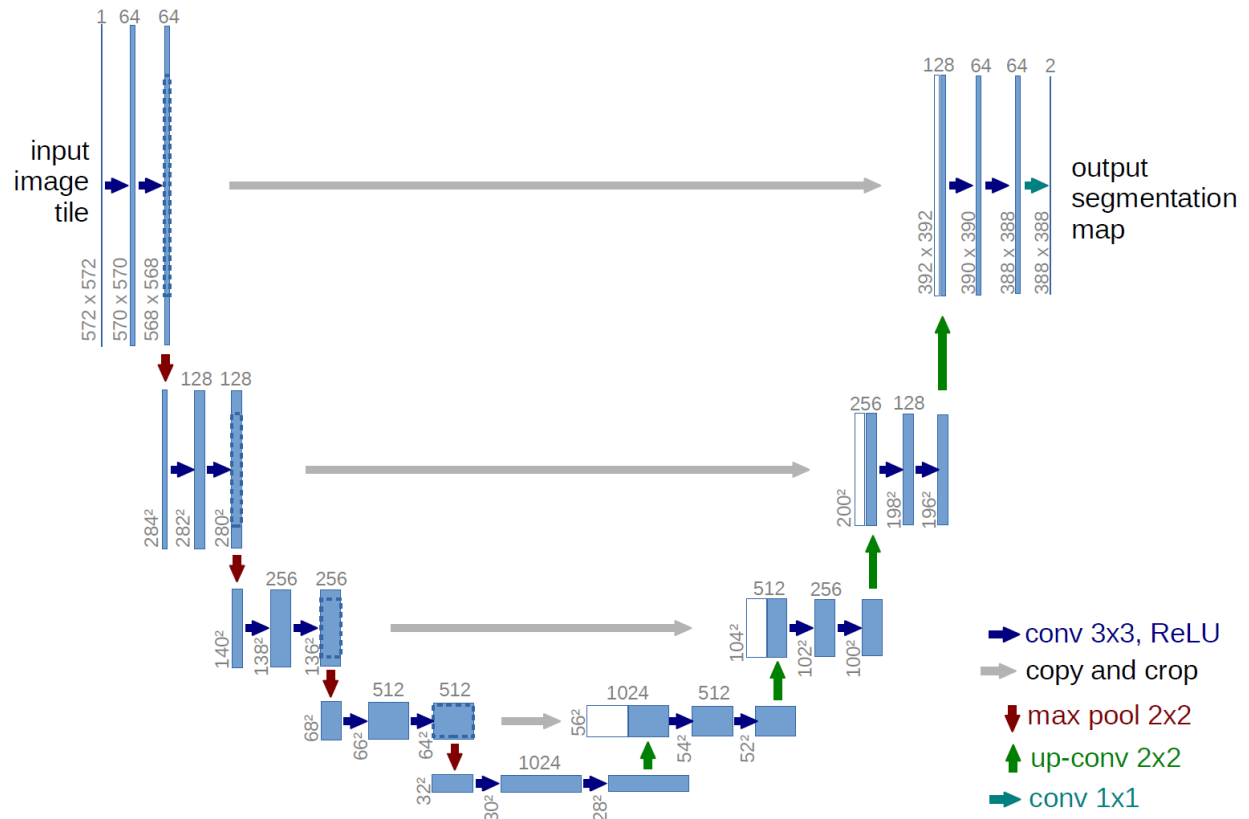 1 64 64
128 64 64 2
input
image
tile
output
segmentation
map
572 x 572
570 x 570
568 x 568
392 x 392
390 x 390
388 x 388
388 x 388
128 128
256 128
284²
282²
280²
200²
198²
196²
256 256
512 256
140²
138²
136²
104²
102²
100²
conv 3x3, ReLU
copy and crop
max pool 2x2
up-conv 2x2
conv 1x1
512 512
1024 512
68²
66²
64²
56²
54²
52²
1024
32²
30²
28²